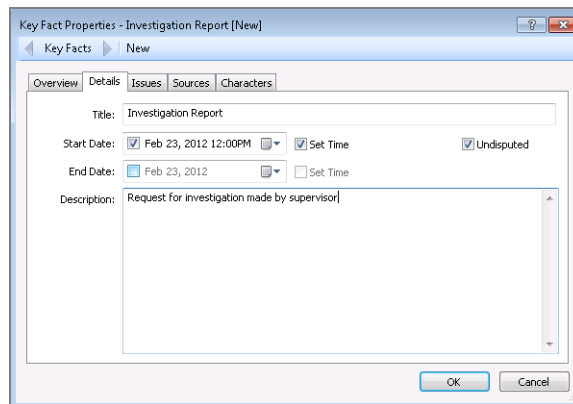 Key Fact Properties - Investigation Report [New]
Key Facts New
Overview Details Issues Sources Characters
Title: Investigation Report
Start Date: Feb 23, 2012 12:00PM Set Time Undisputed
End Date: Feb 23, 2012 Set Time
Description: Request for investigation made by supervisor
OK Cancel